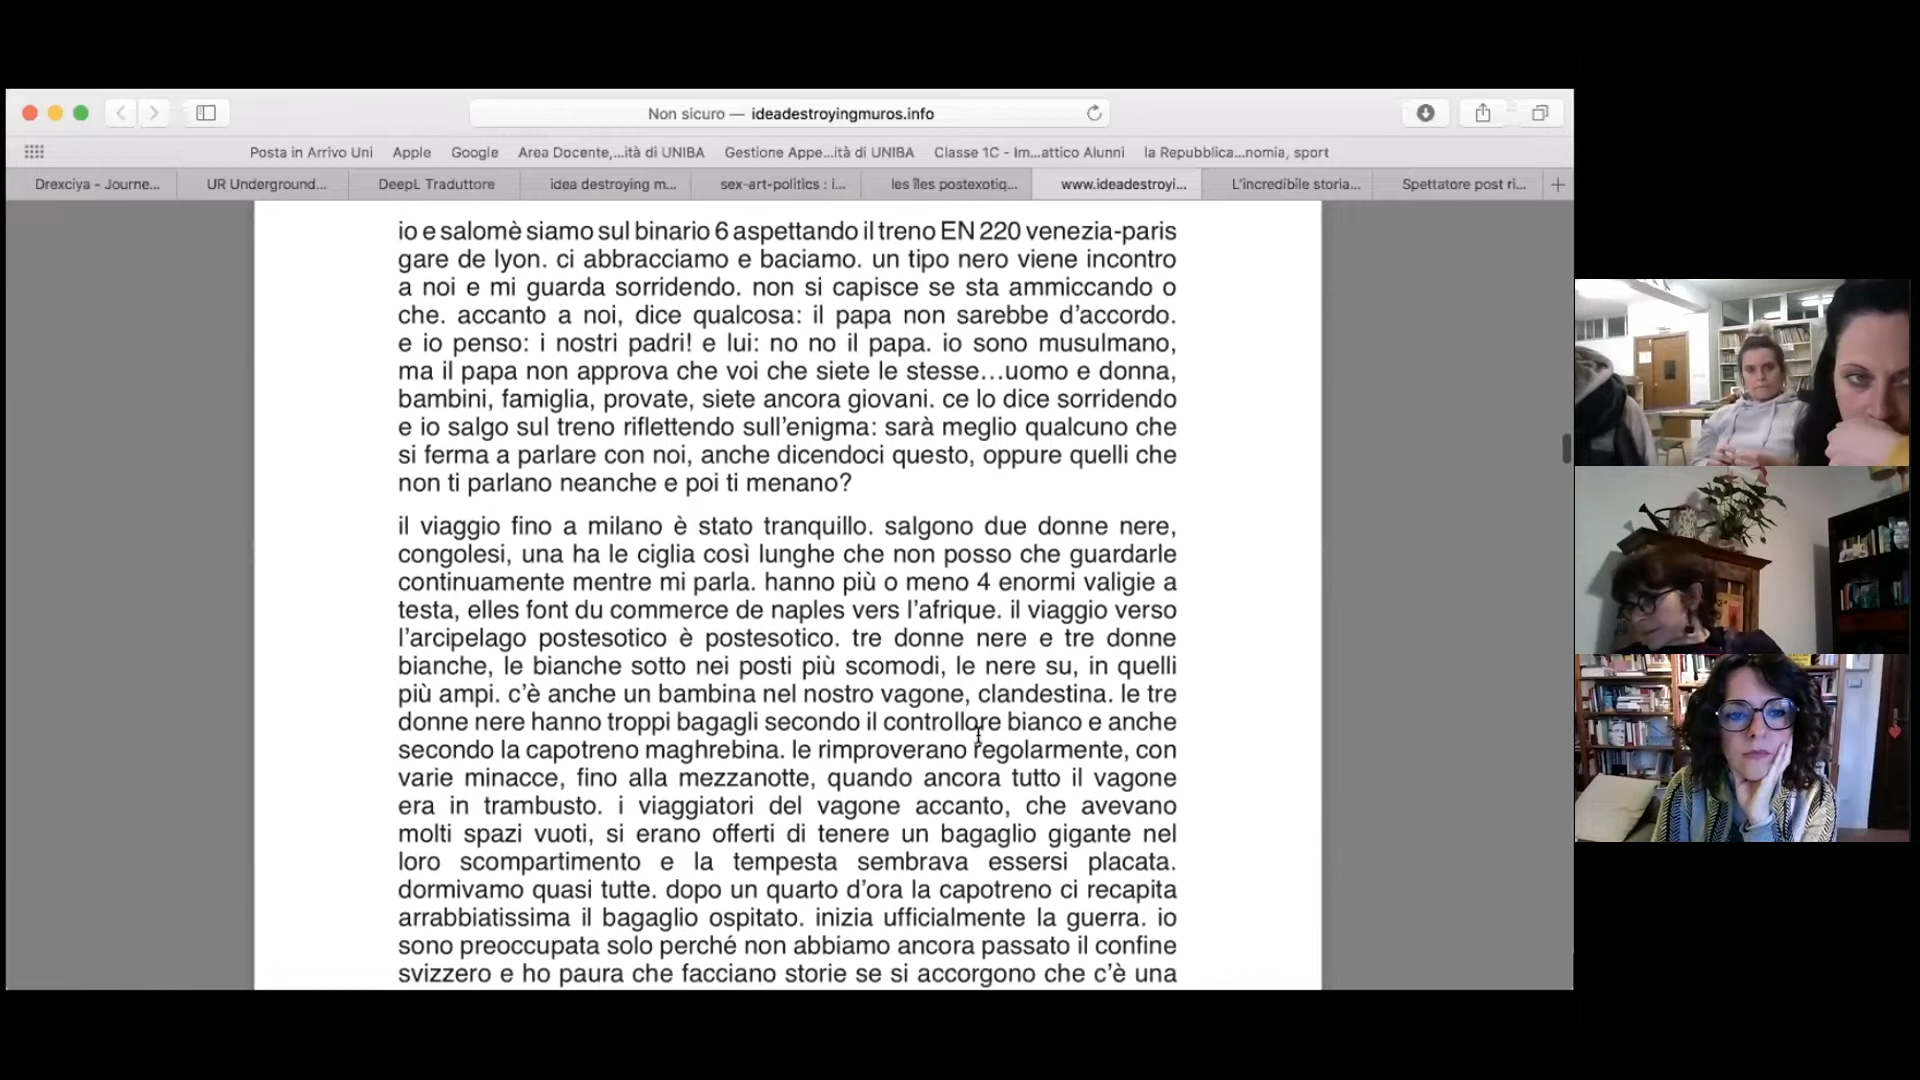 Non sicuro — ideadestroyingmuros.info
Posta in Arrivo Uni Apple Google Area Docente,...ità di UNIBA Gestione Appe...ità di UNIBA Classe 1C - Im...attico Alunni la Repubblica...nomia, sport
Drexciya – Journe... UR Underground... DeepL Traduttore idea destroying m... sex-art-politics : i... les îles postexotiq... www.ideadestroyi... L'incredibile storia... Spettatore post ri...
io e salomè siamo sul binario 6 aspettando il treno EN 220 venezia-paris
gare de lyon. ci abbracciamo e baciamo. un tipo nero viene incontro
a noi e mi guarda sorridendo. non si capisce se sta ammiccando o
che. accanto a noi, dice qualcosa: il papa non sarebbe d’accordo.
e io penso: i nostri padri! e lui: no no il papa. io sono musulmano,
ma il papa non approva che voi che siete le stesse…uomo e donna,
bambini, famiglia, provate, siete ancora giovani. ce lo dice sorridendo
e io salgo sul treno riflettendo sull’enigma: sarà meglio qualcuno che
si ferma a parlare con noi, anche dicendoci questo, oppure quelli che
non ti parlano neanche e poi ti menano?
il viaggio fino a milano è stato tranquillo. salgono due donne nere,
congolesi, una ha le ciglia così lunghe che non posso che guardarle
continuamente mentre mi parla. hanno più o meno 4 enormi valigie a
testa, elles font du commerce de naples vers l’afrique. il viaggio verso
l’arcipelago postesotico è postesotico. tre donne nere e tre donne
bianche, le bianche sotto nei posti più scomodi, le nere su, in quelli
più ampi. c’è anche un bambina nel nostro vagone, clandestina. le tre
donne nere hanno troppi bagagli secondo il controllore bianco e anche
secondo la capotreno maghrebina. le rimproverano regolarmente, con
varie minacce, fino alla mezzanotte, quando ancora tutto il vagone
era in trambusto. i viaggiatori del vagone accanto, che avevano
molti spazi vuoti, si erano offerti di tenere un bagaglio gigante nel
loro scompartimento e la tempesta sembrava essersi placata.
dormivamo quasi tutte. dopo un quarto d’ora la capotreno ci recapita
arrabbiatissima il bagaglio ospitato. inizia ufficialmente la guerra. io
sono preoccupata solo perché non abbiamo ancora passato il confine
svizzero e ho paura che facciano storie se si accorgono che c’è una